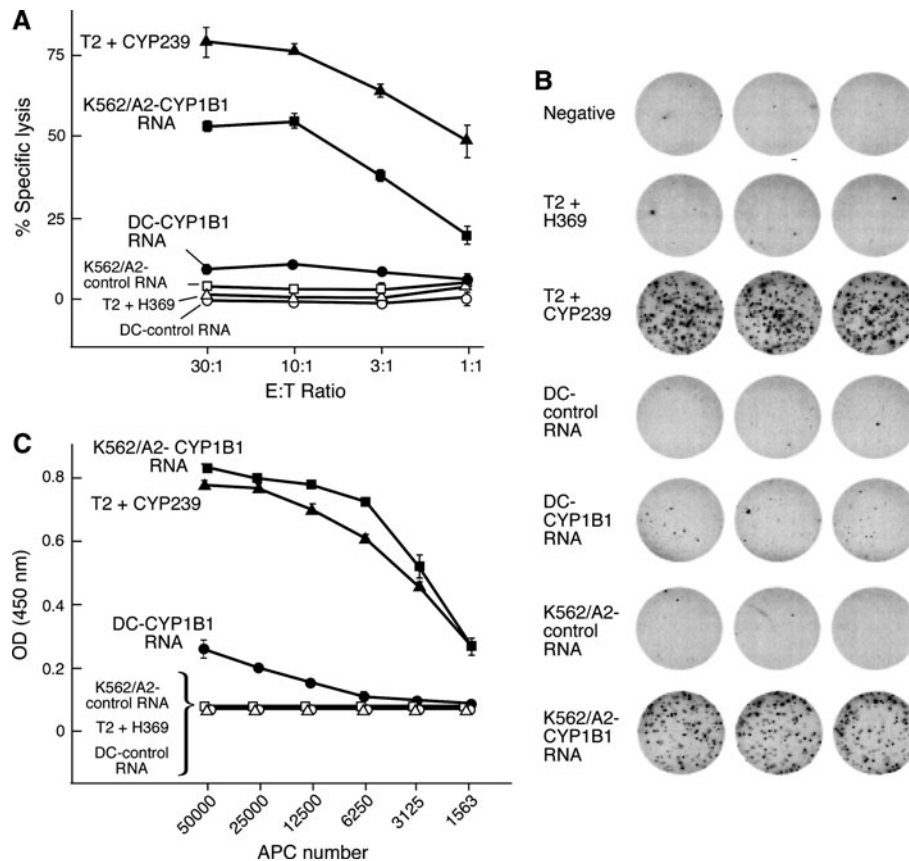 A
% Specific lysis
75
50
25
0
T2 + CYP239
K562/A2-CYP1B1
RNA
DC-CYP1B1
RNA
K562/A2-
control RNA
T2 + H369
DC-control RNA
30:1
10:1
3:1
1:1
E:T Ratio
B
Negative
T2 +
H369
T2 +
CYP239
DC-
control
RNA
DC-
CYP1B1
RNA
K562/A2-
control
RNA
K562/A2-
CYP1B1
RNA
C
OD (450 nm)
0.8
0.6
0.4
0.2
0
K562/A2- CYP1B1
RNA
T2 + CYP239
DC-CYP1B1
RNA
K562/A2-
control RNA
T2 + H369
DC-control
RNA
50000
25000
12500
6250
3125
1563
APC number